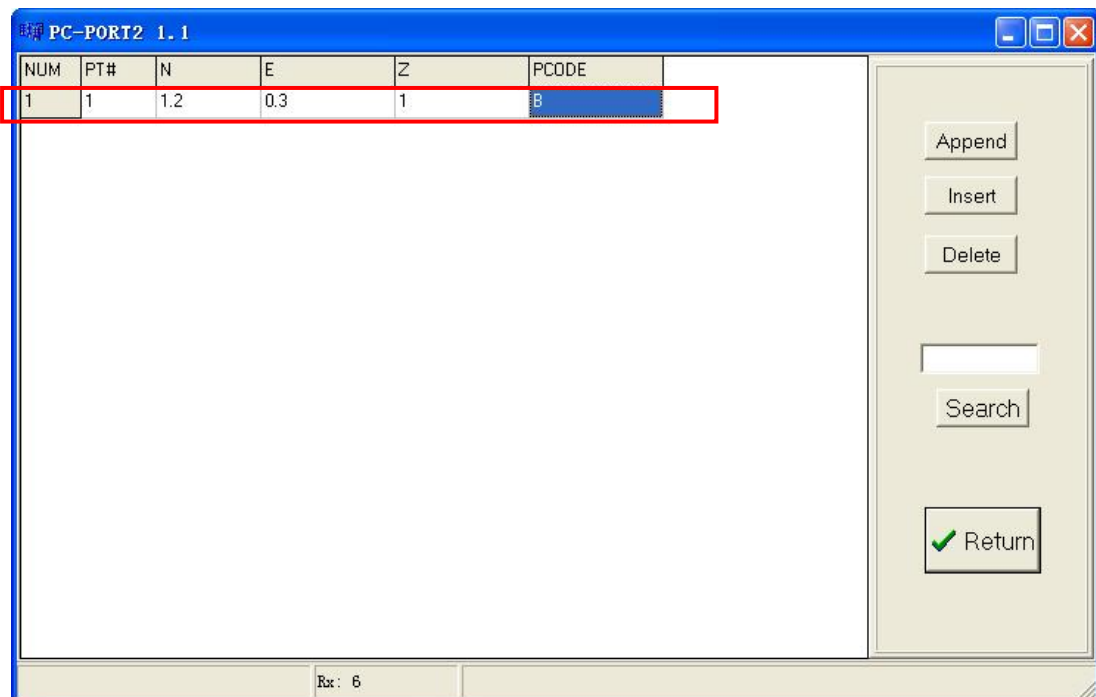 PC-PORT2 1.1
NUM PT# N E Z PCODE
1 1 1.2 0.3 1 B
Append
Insert
Delete
Search
Return
Rx: 6